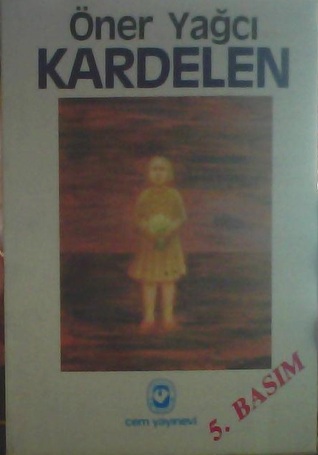 Öner Yağcı
KARDELEN
5. BASIM
cem yayınevi